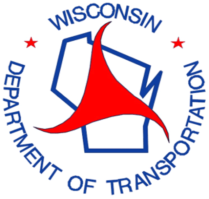 WISCONSIN
DEPARTMENT OF TRANSPORTATION